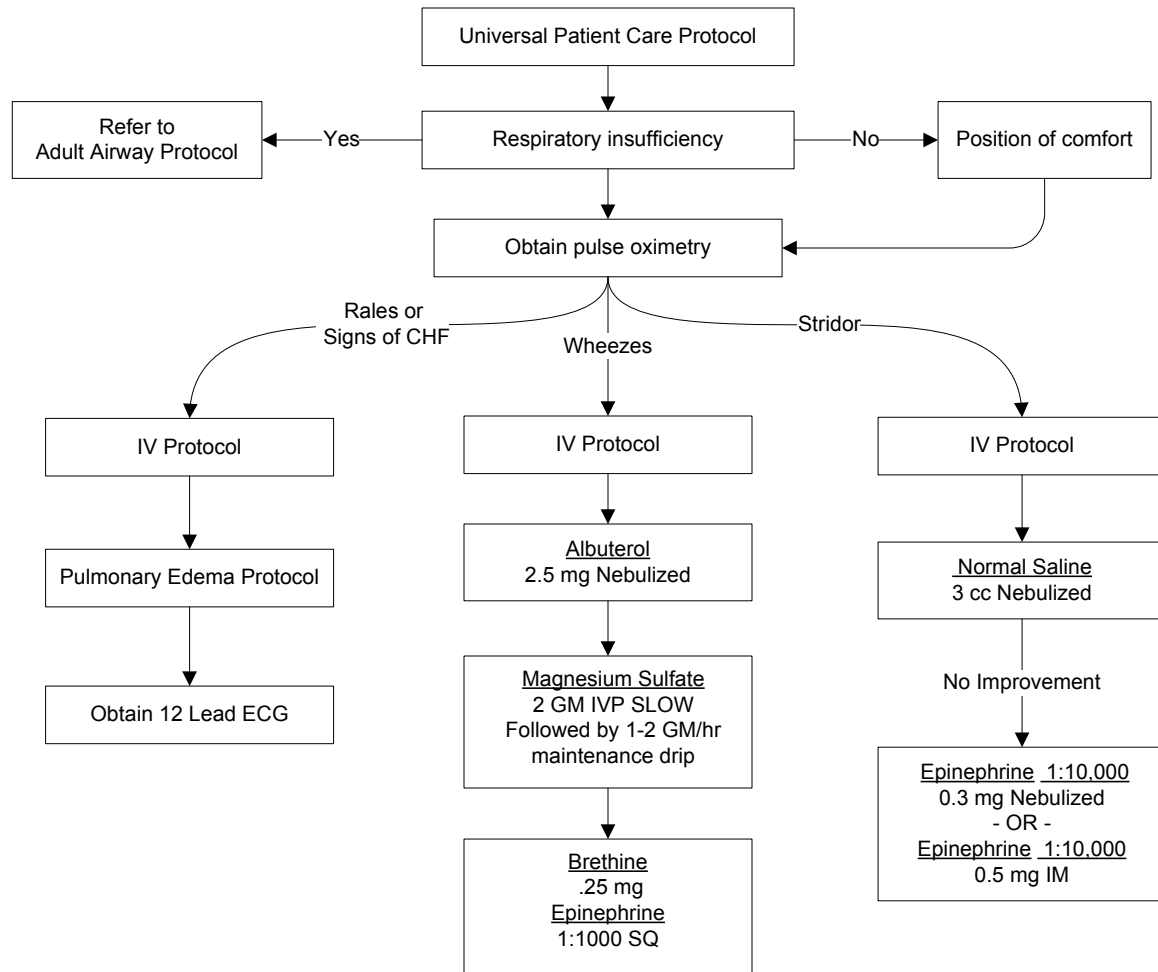 Universal Patient Care Protocol
Refer to
Adult Airway Protocol
Yes
Respiratory insufficiency
No
Position of comfort
Obtain pulse oximetry
Rales or
Signs of CHF
Wheezes
Stridor
IV Protocol
Pulmonary Edema Protocol
Obtain 12 Lead ECG
IV Protocol
Albuterol
2.5 mg Nebulized
Magnesium Sulfate
2 GM IVP SLOW
Followed by 1-2 GM/hr
maintenance drip
Brethine
.25 mg
Epinephrine
1:1000 SQ
IV Protocol
Normal Saline
3 cc Nebulized
No Improvement
Epinephrine 1:10,000
0.3 mg Nebulized
- OR -
Epinephrine 1:10,000
0.5 mg IM